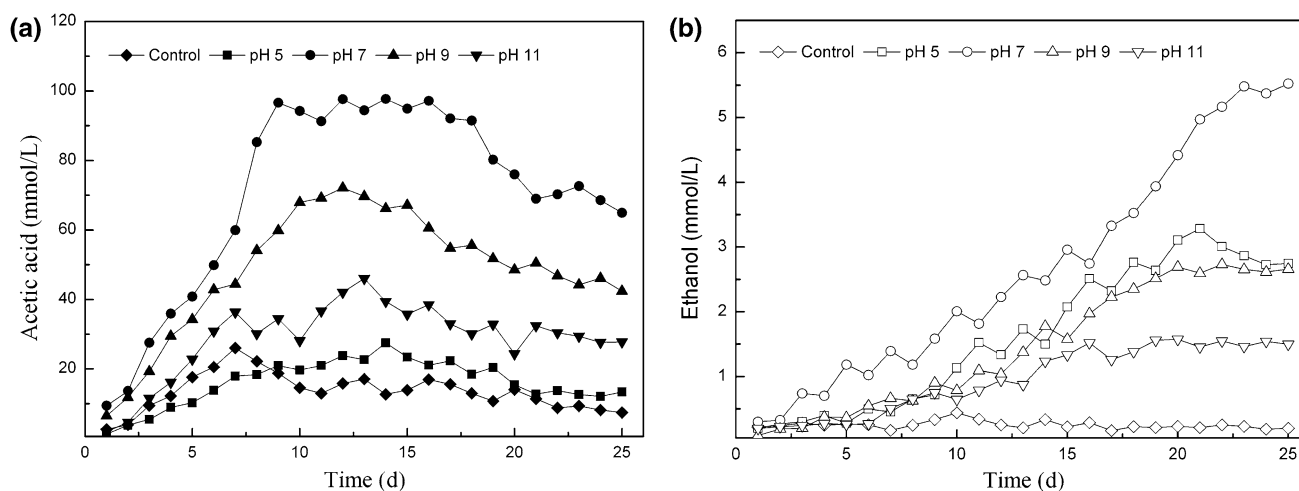 (a)
120
100
80
60
40
20
Acetic acid (mmol/L)
Control pH 5 pH 7 pH 9 pH 11
0 5 10 15 20 25
Time (d)
(b)
6
5
4
3
2
1
0
Ethanol (mmol/L)
Control pH 5 pH 7 pH 9 pH 11
0 5 10 15 20 25
Time (d)